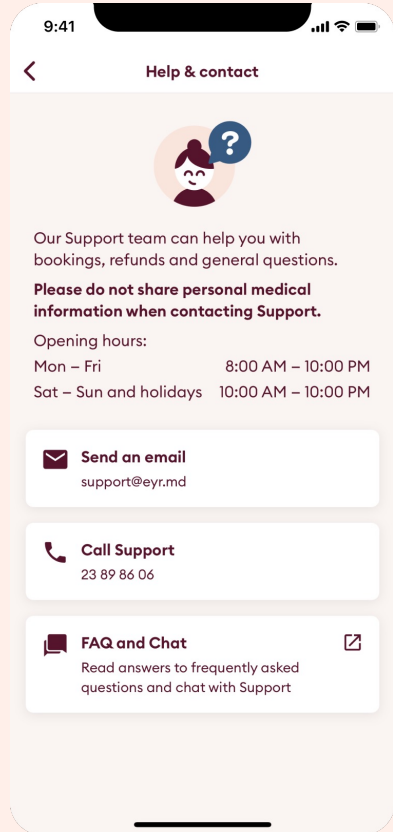 9:41
Help & contact
?
Our Support team can help you with
bookings, refunds and general questions.
Please do not share personal medical
information when contacting Support.
Opening hours:
Mon – Fri 8:00 AM – 10:00 PM
Sat – Sun and holidays 10:00 AM – 10:00 PM
Send an email
support@eyr.md
Call Support
23 89 86 06
FAQ and Chat
Read answers to frequently asked
questions and chat with Support